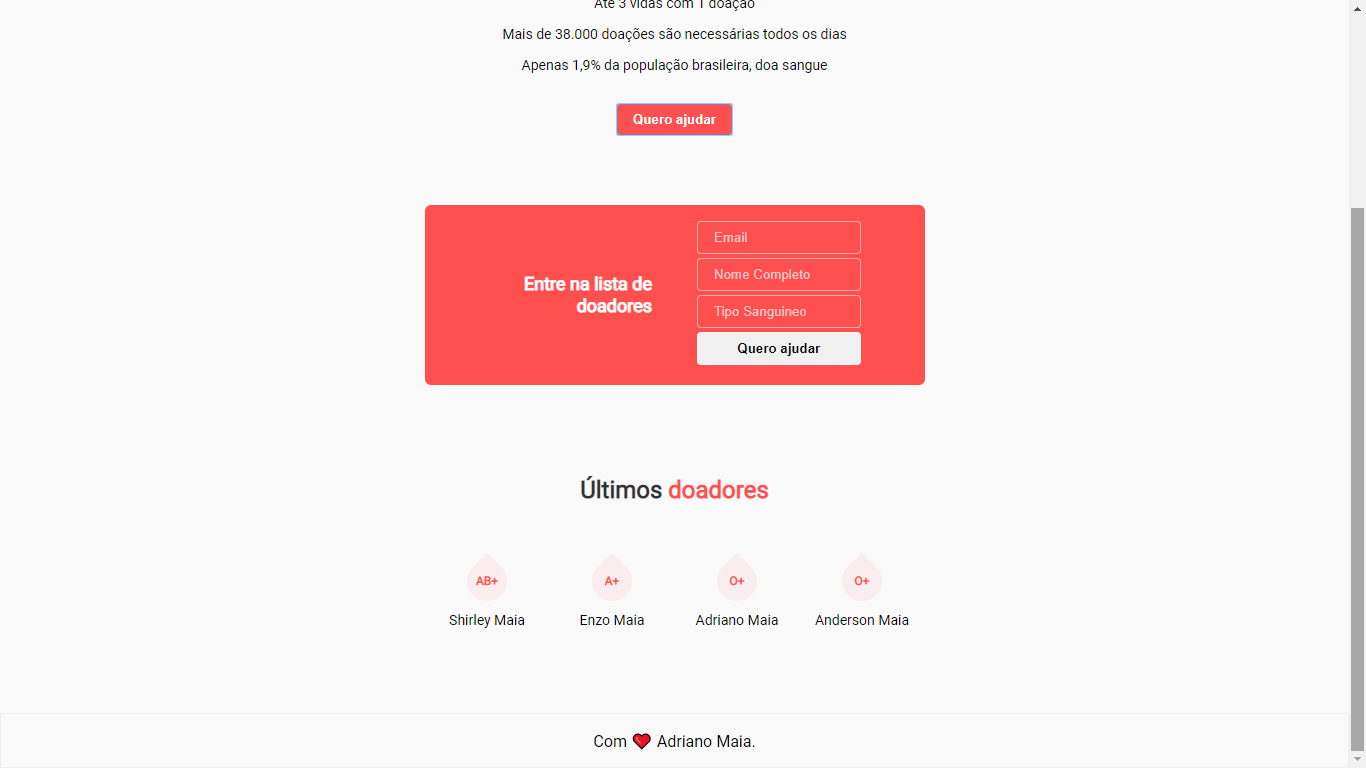 Até 3 vidas com 1 doação
Mais de 38.000 doações são necessárias todos os dias
Apenas 1,9% da população brasileira, doa sangue
Quero ajudar
Entre na lista de
doadores
Email
Nome Completo
Tipo Sanguineo
Quero ajudar
Últimos doadores
AB+
A+
O+
O+
Shirley Maia
Enzo Maia
Adriano Maia
Anderson Maia
Com ❤ Adriano Maia.